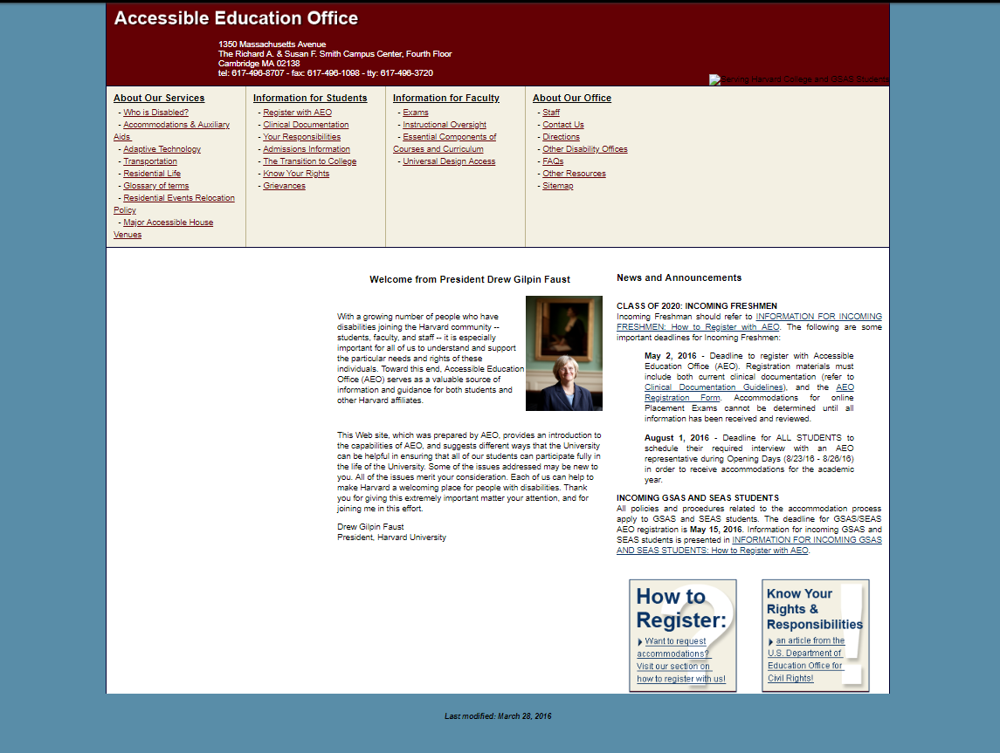 Accessible Education Office
1350 Massachusetts Avenue
The Richard A. & Susan F. Smith Campus Center, Fourth Floor
Cambridge MA 02138
tel: 617-496-8707 - fax: 617-496-1098 - tty: 617-496-3720
Serving Harvard College and GSAS Students
About Our Services
- Who is Disabled?
- Accommodations & Auxiliary
Aids
- Adaptive Technology
- Transportation
- Residential Life
- Glossary of terms
- Residential Events Relocation
Policy
- Major Accessible House
Venues
Information for Students
- Register with AEO
- Clinical Documentation
- Your Responsibilities
- Admissions Information
- The Transition to College
- Know Your Rights
- Grievances
Information for Faculty
- Exams
- Instructional Oversight
- Essential Components of
Courses and Curriculum
- Universal Design Access
About Our Office
- Staff
- Contact Us
- Directions
- Other Disability Offices
- FAQs
- Other Resources
- Sitemap
Welcome from President Drew Gilpin Faust
With a growing number of people who have
disabilities joining the Harvard community --
students, faculty, and staff -- it is especially
important for all of us to understand and support
the particular needs and rights of these
individuals. Toward this end, Accessible Education
Office (AEO) serves as a valuable source of
information and guidance for both students and
other Harvard affiliates.
This Web site, which was prepared by AEO, provides an introduction to
the capabilities of AEO, and suggests different ways that the University
can be helpful in ensuring that all of our students can participate fully in
the life of the University. Some of the issues addressed may be new to
you. All of the issues merit your consideration. Each of us can help to
make Harvard a welcoming place for people with disabilities. Thank
you for giving this extremely important matter your attention, and for
joining me in this effort.
Drew Gilpin Faust
President, Harvard University
News and Announcements
CLASS OF 2020: INCOMING FRESHMEN
Incoming Freshman should refer to INFORMATION FOR INCOMING
FRESHMEN: How to Register with AEO. The following are some
important deadlines for Incoming Freshmen:
May 2, 2016 - Deadline to register with Accessible
Education Office (AEO). Registration materials must
include both current clinical documentation (refer to
Clinical Documentation Guidelines), and the AEO
Registration Form. Accommodations for online
Placement Exams cannot be determined until all
information has been received and reviewed.
August 1, 2016 - Deadline for ALL STUDENTS to
schedule their required interview with an AEO
representative during Opening Days (8/23/16 - 8/26/16)
in order to receive accommodations for the academic
year.
INCOMING GSAS AND SEAS STUDENTS
All policies and procedures related to the accommodation process
apply to GSAS and SEAS students. The deadline for GSAS/SEAS
AEO registration is May 15, 2016. Information for incoming GSAS and
SEAS students is presented in INFORMATION FOR INCOMING GSAS
AND SEAS STUDENTS: How to Register with AEO.
How to
Register:
Want to request
accommodations?
Visit our section on
how to register with us!
?
Know Your
Rights &
Responsibilities
an article from the
U.S. Department of
Education Office for
Civil Rights!
!
Last modified: March 28, 2016